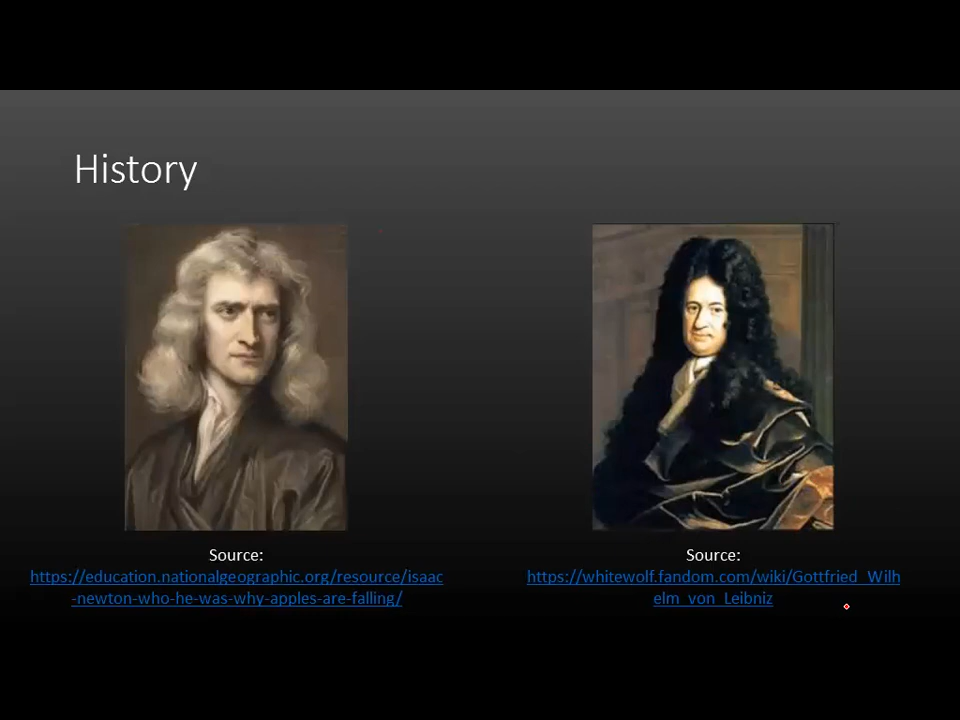 History
Source:
https://education.nationalgeographic.org/resource/isaac
-newton-who-he-was-why-apples-are-falling/
Source:
https://whitewolf.fandom.com/wiki/Gottfried_Wilh
elm_von_Leibniz